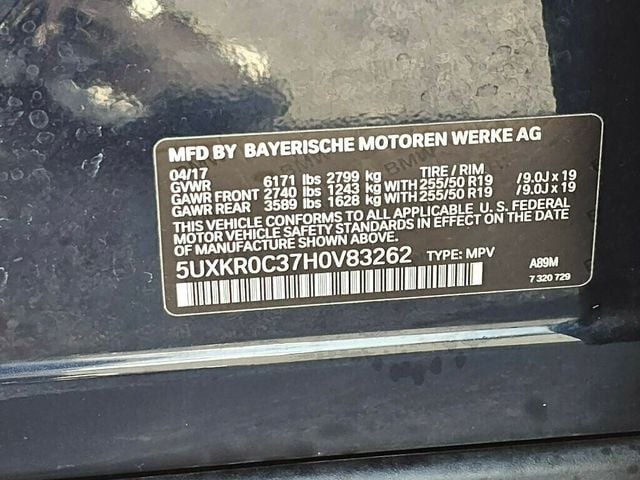 MFD BY BAYERISCHE MOTOREN WERKE AG
04/17 TIRE / RIM
GVWR 6171 lbs 2799 kg
GAWR FRONT 2740 lbs 1243 kg WITH 255/50 R19 /9.0J x 19
GAWR REAR 3589 lbs 1628 kg WITH 255/50 R19 /9.0J x 19
THIS VEHICLE CONFORMS TO ALL APPLICABLE U. S. FEDERAL
MOTOR VEHICLE SAFETY STANDARDS IN EFFECT ON THE DATE
OF MANUFACTURE SHOWN ABOVE.
5UXKR0C37H0V83262 TYPE: MPV
A89M
7 320 729